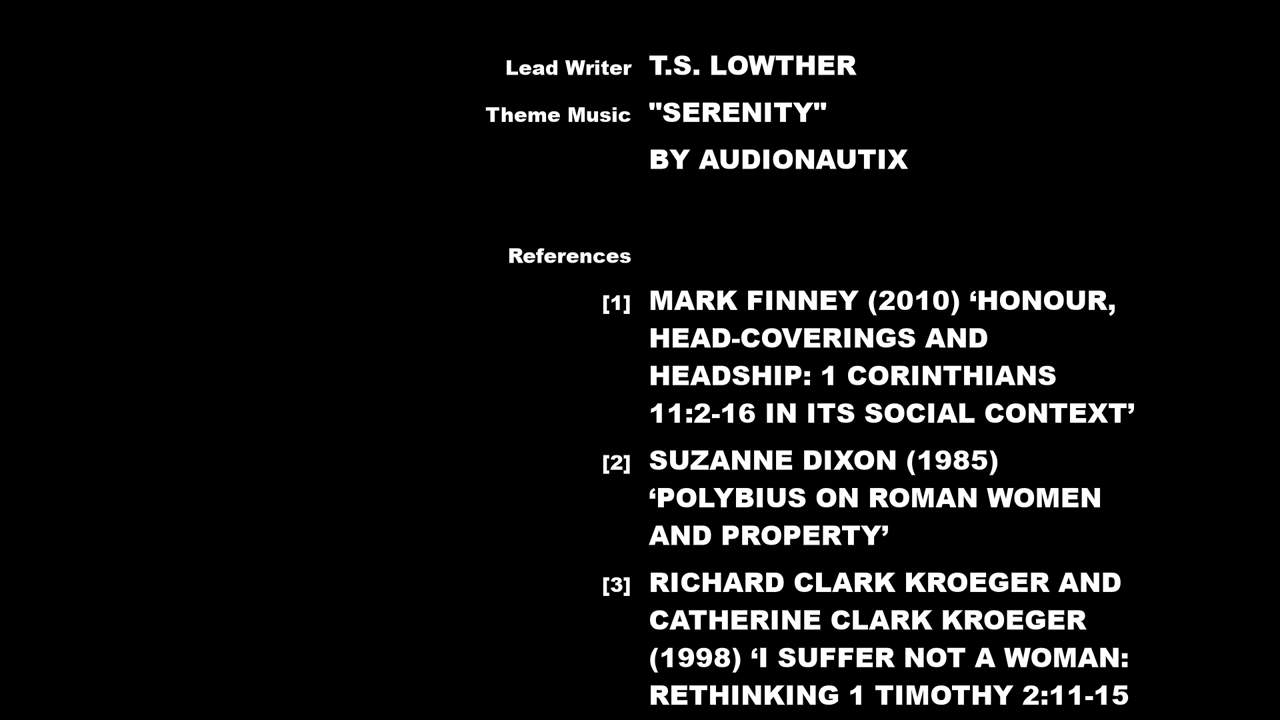 Lead Writer T.S. LOWTHER
Theme Music "SERENITY"
BY AUDIONAUTIX
References
[1] MARK FINNEY (2010) ‘HONOUR,
HEAD-COVERINGS AND
HEADSHIP: 1 CORINTHIANS
11:2-16 IN ITS SOCIAL CONTEXT’
[2] SUZANNE DIXON (1985)
‘POLYBIUS ON ROMAN WOMEN
AND PROPERTY’
[3] RICHARD CLARK KROEGER AND
CATHERINE CLARK KROEGER
(1998) ‘I SUFFER NOT A WOMAN:
RETHINKING 1 TIMOTHY 2:11-15